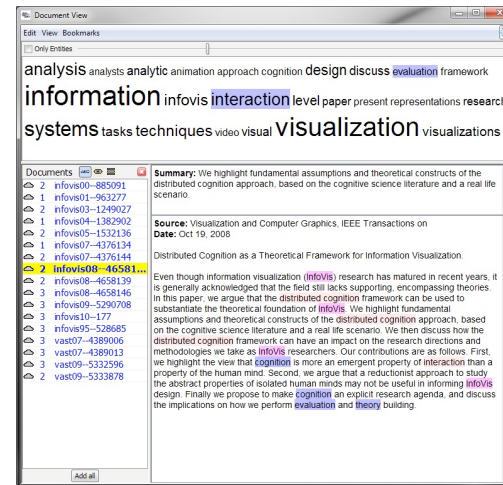 Document View
Edit View Bookmarks
Only Entities
analysis analysts analytic animation approach cognition design discuss evaluation framework
information infovis interaction level paper present representations research
systems tasks techniques video visual visualization visualizations
Documents
2 infovis00--885091
1 infovis01--963277
2 infovis03--1249027
1 infovis04--1382902
2 infovis05--1532136
1 infovis07--4376134
2 infovis07--4376144
2 infovis08--46581...
2 infovis08--4658139
3 infovis08--4658146
3 infovis09--5290708
3 infovis10--177
3 infovis95--528685
3 vast07--4389006
3 vast07--4389013
3 vast09--5332596
2 vast09--5333878
Add all
Summary: We highlight fundamental assumptions and theoretical constructs of the
distributed cognition approach, based on the cognitive science literature and a real life
scenario.
Source: Visualization and Computer Graphics, IEEE Transactions on
Date: Oct 19, 2008
Distributed Cognition as a Theoretical Framework for Information Visualization.
Even though information visualization (InfoVis) research has matured in recent years, it
is generally acknowledged that the field still lacks supporting, encompassing theories.
In this paper, we argue that the distributed cognition framework can be used to
substantiate the theoretical foundation of InfoVis. We highlight fundamental
assumptions and theoretical constructs of the distributed cognition approach, based
on the cognitive science literature and a real life scenario. We then discuss how the
distributed cognition framework can have an impact on the research directions and
methodologies we take as InfoVis researchers. Our contributions are as follows. First,
we highlight the view that cognition is more an emergent property of interaction than a
property of the human mind. Second, we argue that a reductionist approach to study
the abstract properties of isolated human minds may not be useful in informing InfoVis
design. Finally we propose to make cognition an explicit research agenda, and discuss
the implications on how we perform evaluation and theory building.